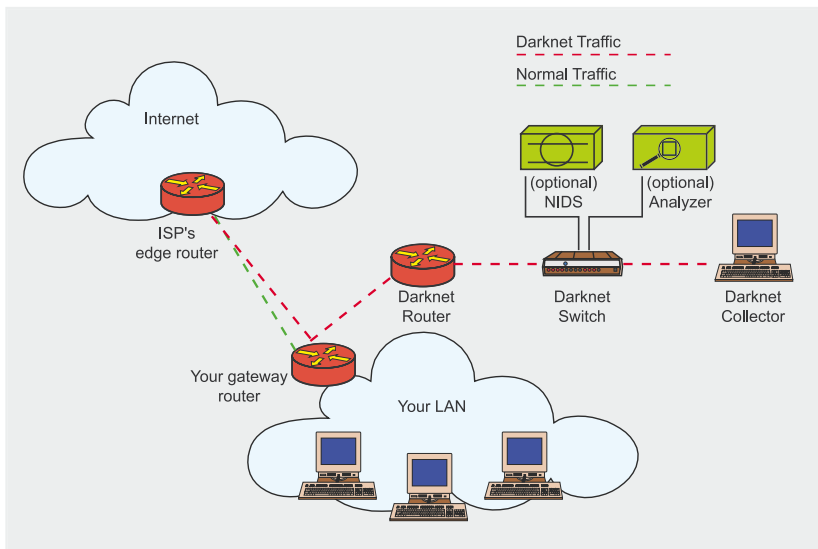 Darknet Traffic
Normal Traffic
Internet
(optional)
NIDS
(optional)
Analyzer
ISP's
edge router
Darknet
Router
Darknet
Switch
Darknet
Collector
Your gateway
router
Your LAN